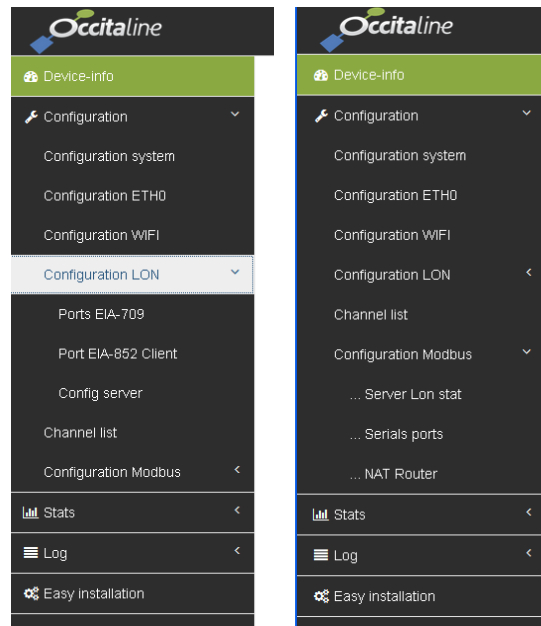 Occitaline
Device-info
Configuration
Configuration system
Configuration ETH0
Configuration WIFI
Configuration LON
Ports EIA-709
Port EIA-852 Client
Config server
Channel list
Configuration Modbus
Stats
Log
Easy installation
Occitaline
Device-info
Configuration
Configuration system
Configuration ETH0
Configuration WIFI
Configuration LON
Channel list
Configuration Modbus
... Server Lon stat
... Serials ports
... NAT Router
Stats
Log
Easy installation